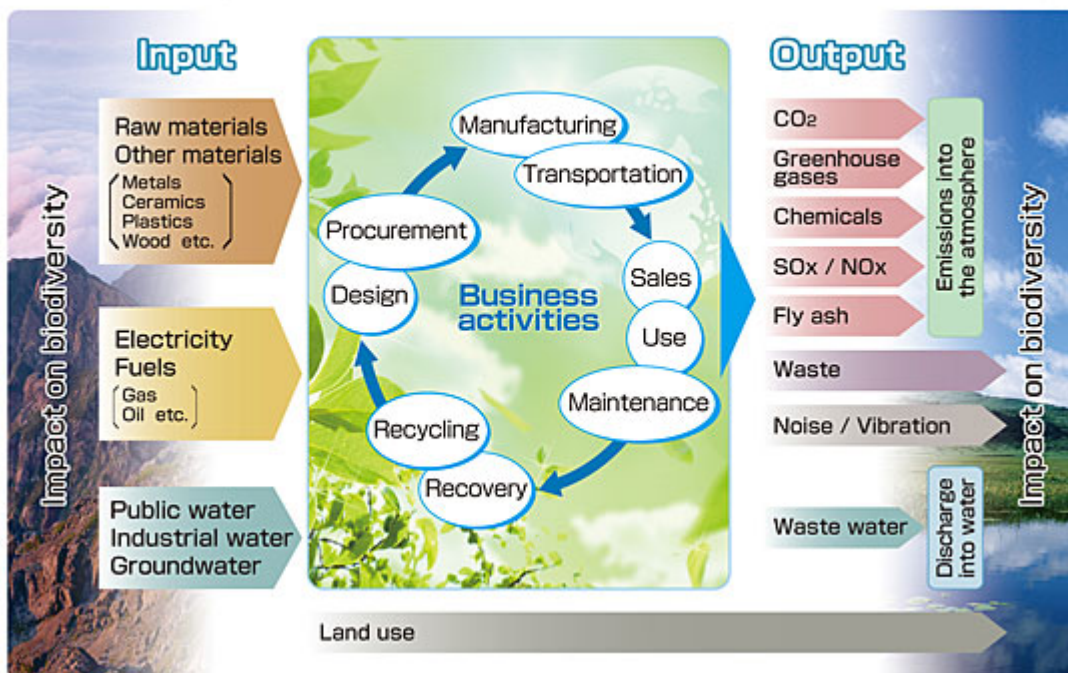 Input
Output
Impact on biodiversity
Raw materials
Other materials
Metals
Ceramics
Plastics
Wood etc.
Electricity
Fuels
Gas
Oil etc.
Public water
Industrial water
Groundwater
Business
activities
Manufacturing
Transportation
Sales
Use
Maintenance
Recovery
Recycling
Design
Procurement
CO₂
Greenhouse
gases
Chemicals
SOx / NOx
Fly ash
Emissions into
the atmosphere
Waste
Noise / Vibration
Waste water
Discharge
into water
Impact on biodiversity
Land use